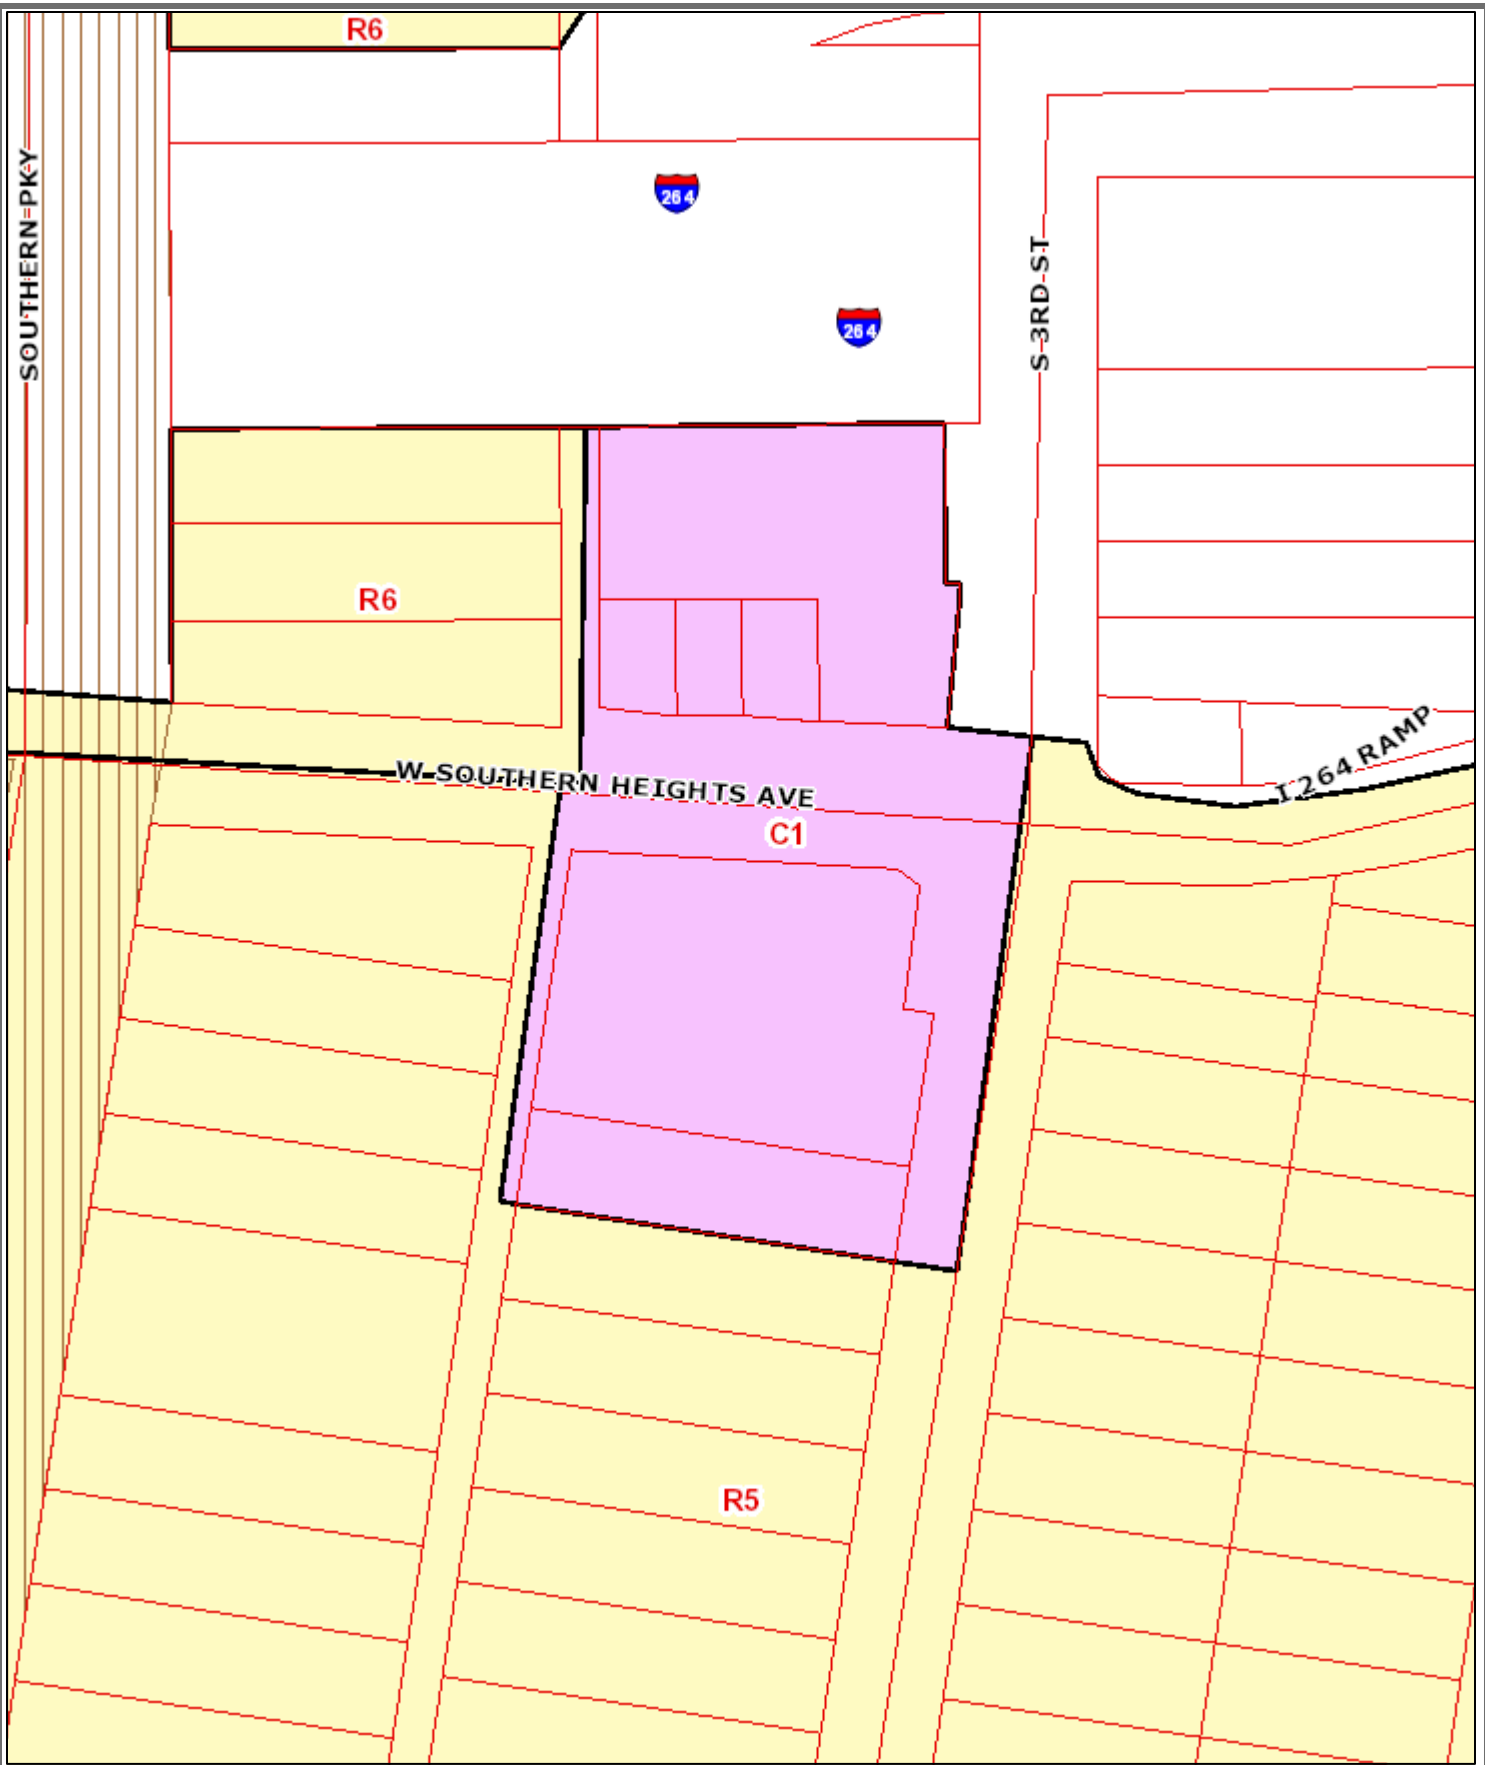 R6
SOUTHERN PKY
264
S 3RD ST
264
R6
I 264 RAMP
W SOUTHERN HEIGHTS AVE
C1
R5